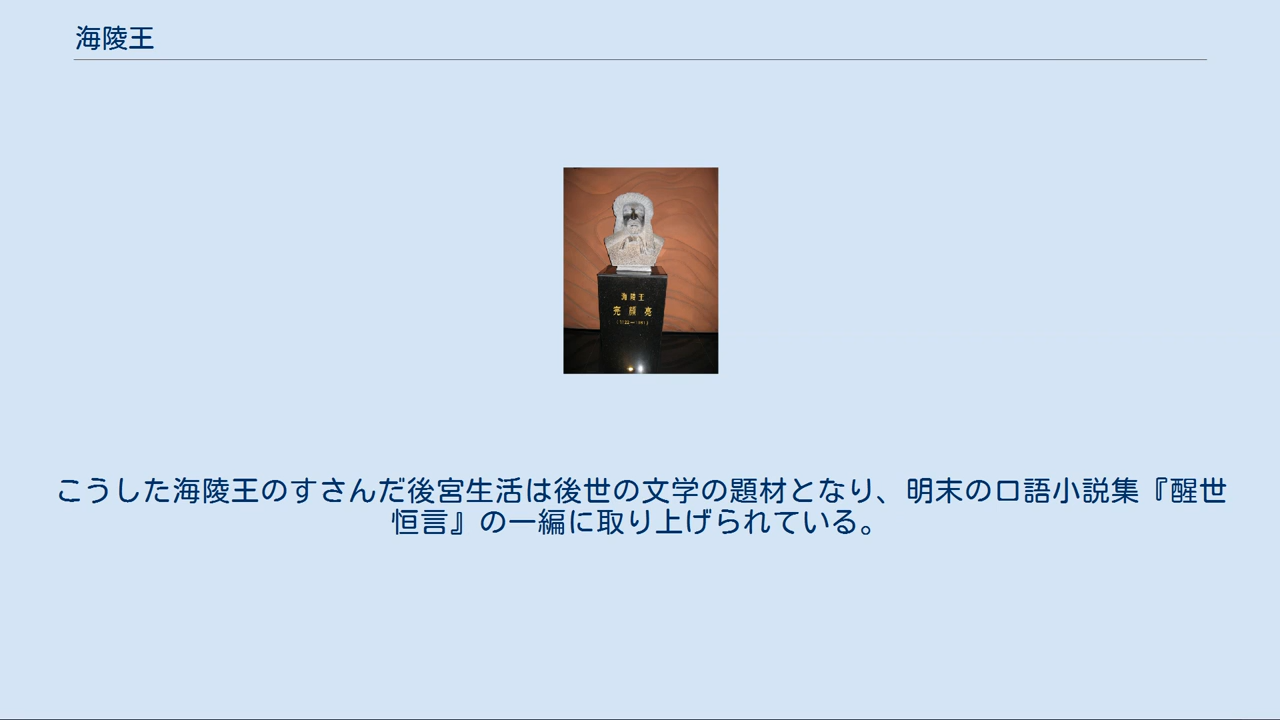 海陵王
海陵王
完顔亮
こうした海陵王のすさんだ後宮生活は後世の文学の題材となり、明末の口語小説集『醒世
恒言』の一編に取り上げられている。